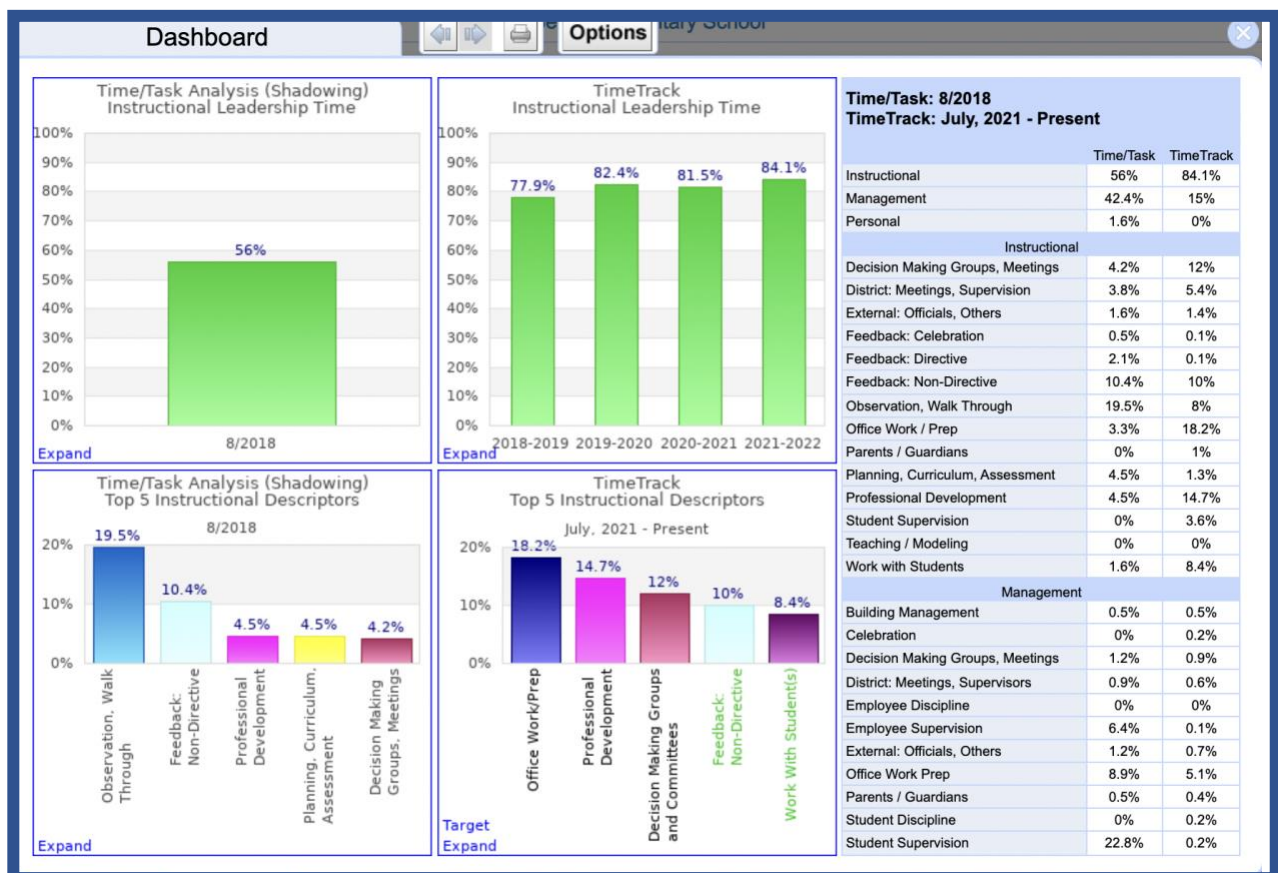 Dashboard
Options
tary School
Time/Task Analysis (Shadowing)
Instructional Leadership Time
100%
90%
80%
70%
60%
50%
40%
30%
20%
10%
0%
56%
8/2018
Expand
TimeTrack
Instructional Leadership Time
100%
90%
80%
70%
60%
50%
40%
30%
20%
10%
0%
77.9%
82.4%
81.5%
84.1%
2018-2019 2019-2020 2020-2021 2021-2022
Expand
Time/Task Analysis (Shadowing)
Top 5 Instructional Descriptors
8/2018
20%
10%
0%
19.5%
10.4%
4.5%
4.5%
4.2%
Observation, Walk
Through
Feedback:
Non-Directive
Professional
Development
Planning, Curriculum,
Assessment
Decision Making
Groups, Meetings
Expand
TimeTrack
Top 5 Instructional Descriptors
July, 2021 - Present
20%
10%
0%
18.2%
14.7%
12%
10%
8.4%
Office Work/Prep
Professional
Development
Decision Making Groups
and Committees
Feedback:
Non-Directive
Work With Student(s)
Target
Expand
Time/Task: 8/2018
TimeTrack: July, 2021 - Present
Time/Task TimeTrack
Instructional 56% 84.1%
Management 42.4% 15%
Personal 1.6% 0%
Instructional
Decision Making Groups, Meetings 4.2% 12%
District: Meetings, Supervision 3.8% 5.4%
External: Officials, Others 1.6% 1.4%
Feedback: Celebration 0.5% 0.1%
Feedback: Directive 2.1% 0.1%
Feedback: Non-Directive 10.4% 10%
Observation, Walk Through 19.5% 8%
Office Work / Prep 3.3% 18.2%
Parents / Guardians 0% 1%
Planning, Curriculum, Assessment 4.5% 1.3%
Professional Development 4.5% 14.7%
Student Supervision 0% 3.6%
Teaching / Modeling 0% 0%
Work with Students 1.6% 8.4%
Management
Building Management 0.5% 0.5%
Celebration 0% 0.2%
Decision Making Groups, Meetings 1.2% 0.9%
District: Meetings, Supervisors 0.9% 0.6%
Employee Discipline 0% 0%
Employee Supervision 6.4% 0.1%
External: Officials, Others 1.2% 0.7%
Office Work Prep 8.9% 5.1%
Parents / Guardians 0.5% 0.4%
Student Discipline 0% 0.2%
Student Supervision 22.8% 0.2%